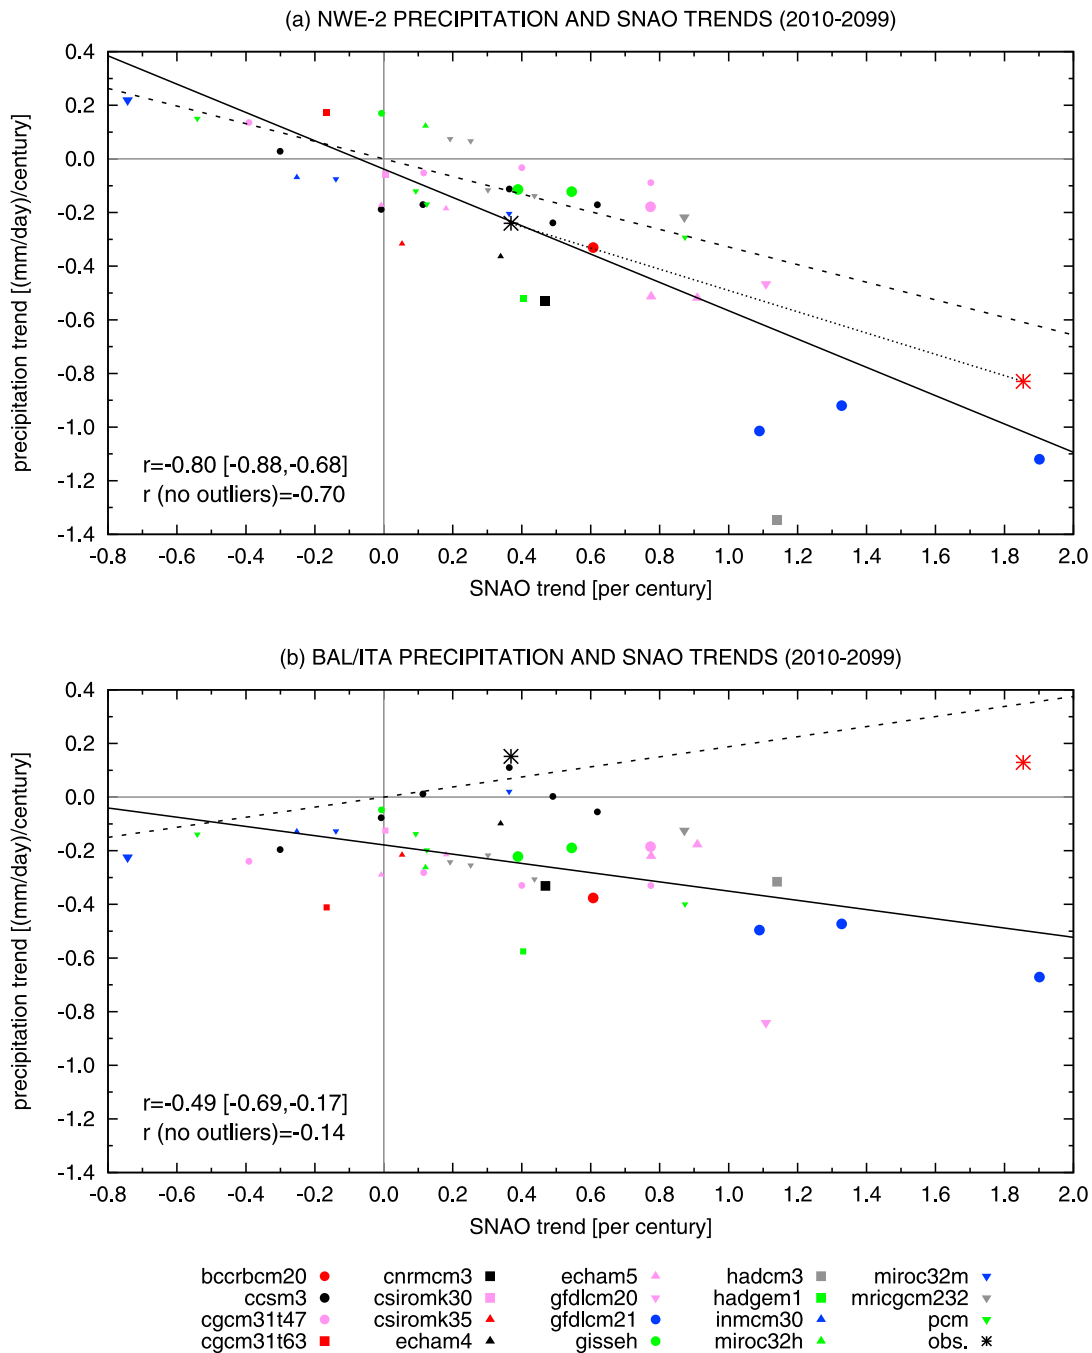 (a) NWE-2 PRECIPITATION AND SNAO TRENDS (2010-2099)
precipitation trend [(mm/day)/century]
0.4
0.2
0.0
-0.2
-0.4
-0.6
-0.8
-1.0
-1.2
-1.4
r=-0.80 [-0.88,-0.68]
r (no outliers)=-0.70
-0.8 -0.6 -0.4 -0.2 0.0 0.2 0.4 0.6 0.8 1.0 1.2 1.4 1.6 1.8 2.0
SNAO trend [per century]
(b) BAL/ITA PRECIPITATION AND SNAO TRENDS (2010-2099)
precipitation trend [(mm/day)/century]
0.4
0.2
0.0
-0.2
-0.4
-0.6
-0.8
-1.0
-1.2
-1.4
r=-0.49 [-0.69,-0.17]
r (no outliers)=-0.14
-0.8 -0.6 -0.4 -0.2 0.0 0.2 0.4 0.6 0.8 1.0 1.2 1.4 1.6 1.8 2.0
SNAO trend [per century]
bccrbcm20 cnrmcm3 echam5 hadcm3 miroc32m
ccsm3 csiromk30 gfdlcm20 hadgem1 mricgcm232
cgcm31t47 csiromk35 gfdlcm21 inmcm30 pcm
cgcm31t63 echam4 gisseh miroc32h obs.